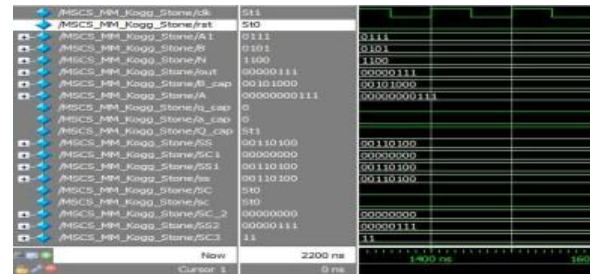 /MSCS_MM_Kogg_Stone/clk St1
/MSCS_MM_Kogg_Stone/rst St0
/MSCS_MM_Kogg_Stone/A1 0111 0111
/MSCS_MM_Kogg_Stone/B 0101 0101
/MSCS_MM_Kogg_Stone/N 1100 1100
/MSCS_MM_Kogg_Stone/out 00000111 00000111
/MSCS_MM_Kogg_Stone/B_cap 00101000 00101000
/MSCS_MM_Kogg_Stone/A 00000000111 00000000111
/MSCS_MM_Kogg_Stone/q_cap 0
/MSCS_MM_Kogg_Stone/a_cap 0
/MSCS_MM_Kogg_Stone/Q_cap St1
/MSCS_MM_Kogg_Stone/SS 00110100 00110100
/MSCS_MM_Kogg_Stone/SC1 00000000 00000000
/MSCS_MM_Kogg_Stone/SS1 00110100 00110100
/MSCS_MM_Kogg_Stone/ss 00110100 00110100
/MSCS_MM_Kogg_Stone/SC St0
/MSCS_MM_Kogg_Stone/sc St0
/MSCS_MM_Kogg_Stone/SC_2 00000000 00000000
/MSCS_MM_Kogg_Stone/SS2 00000111 00000111
/MSCS_MM_Kogg_Stone/SC3 11 11
Now 2200 ns 1400 ns
Cursor 1 0 ns